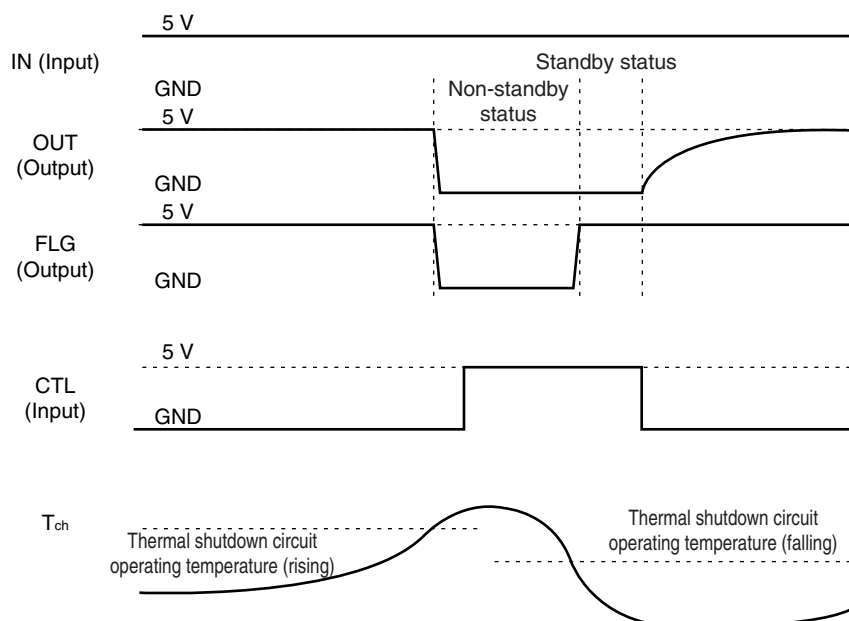 5 V
IN (Input)
Standby status
GND
Non-standby
status
5 V
OUT
(Output)
GND
5 V
FLG
(Output)
GND
5 V
CTL
(Input)
GND
Tch
Thermal shutdown circuit
operating temperature (rising)
Thermal shutdown circuit
operating temperature (falling)